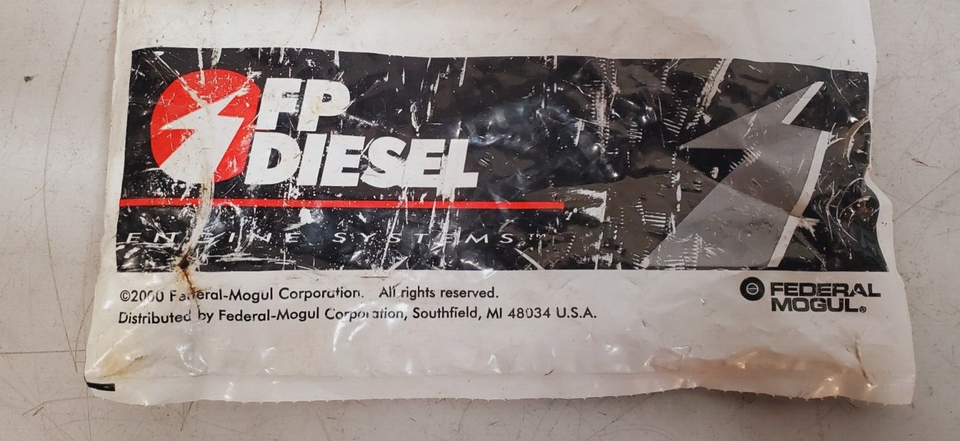 FP
DIESEL
ENGINE SYSTEMS™
©2000 Federal-Mogul Corporation. All rights reserved.
Distributed by Federal-Mogul Corporation, Southfield, MI 48034 U.S.A.
FEDERAL
MOGUL®